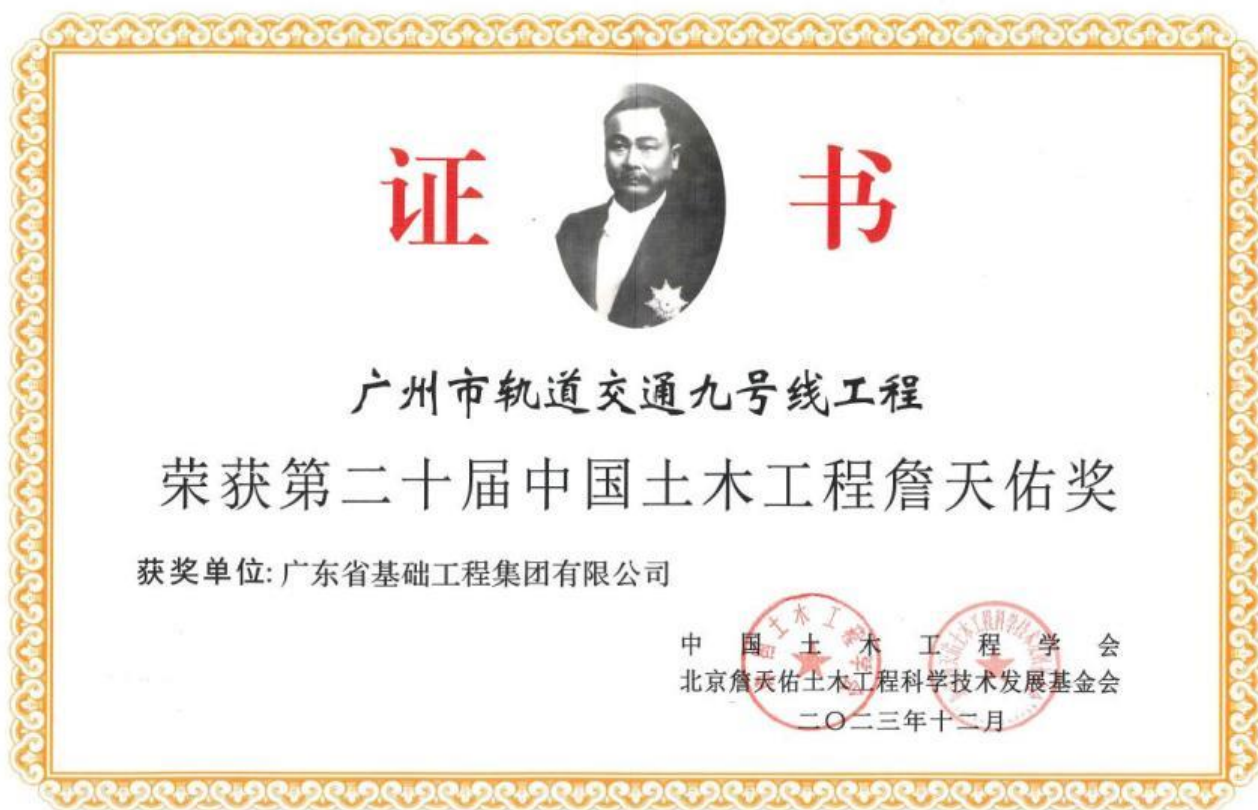 证 书
广州市轨道交通九号线工程
荣获第二十届中国土木工程詹天佑奖
获奖单位: 广东省基础工程集团有限公司
中国土木工程学会
北京詹天佑土木工程科学技术发展基金会
二〇二三年十二月